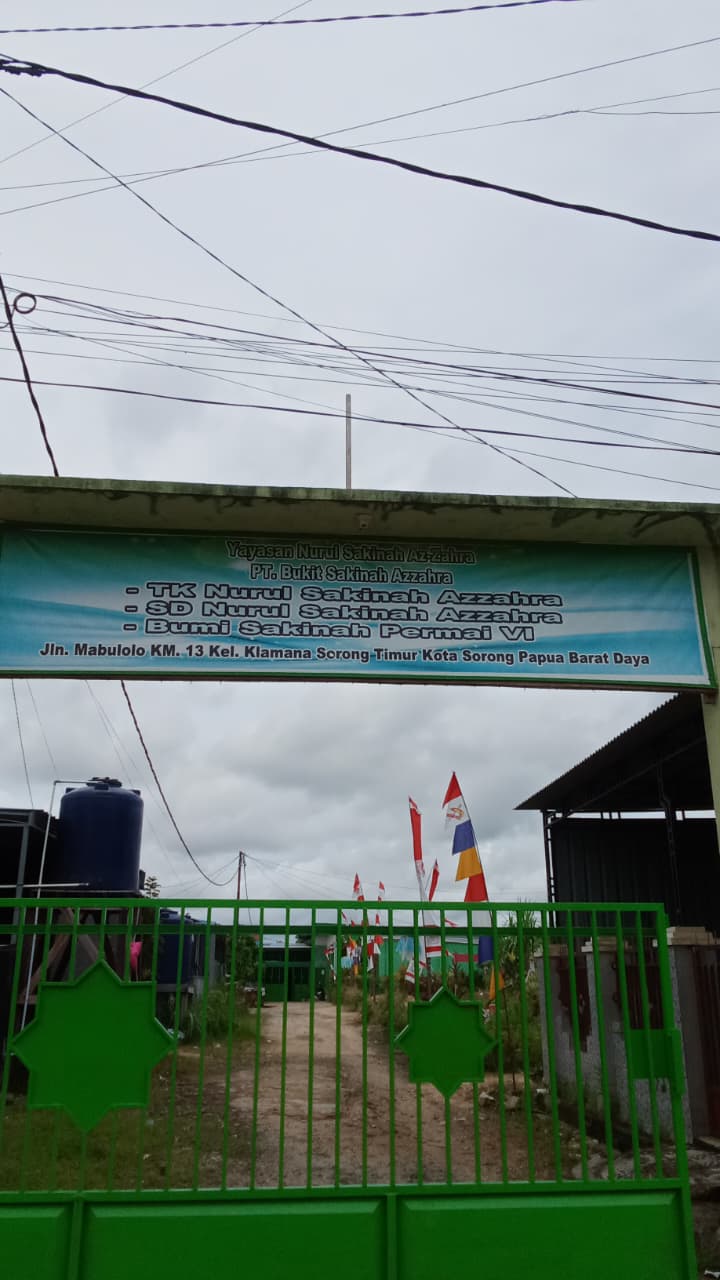 Yayasan Nurul Sakinah Az-Zahra
PT. Bukit Sakinah Azzahra
- TK Nurul Sakinah Azzahra
- SD Nurul Sakinah Azzahra
- Bumi Sakinah Permai VI
Jln. Mabulolo KM. 13 Kel. Klamana Sorong Timur Kota Sorong Papua Barat Daya